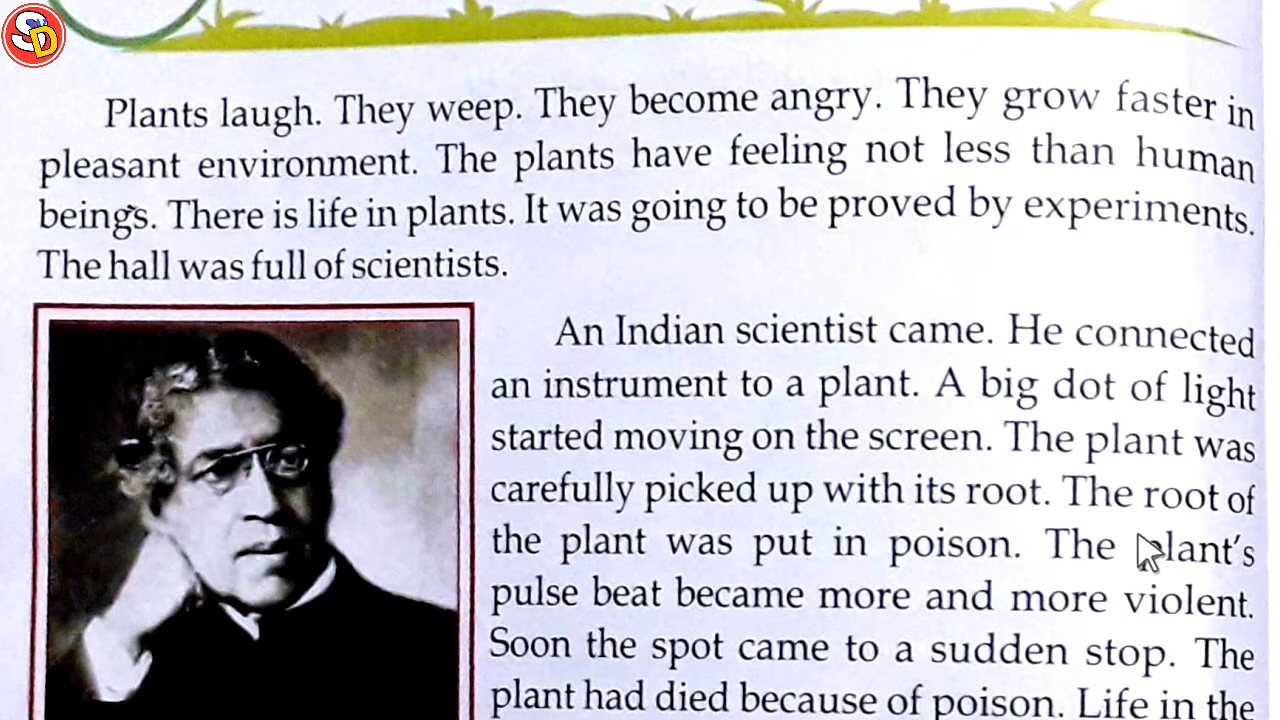 SD
Plants laugh. They weep. They become angry. They grow faster in
pleasant environment. The plants have feeling not less than human
beings. There is life in plants. It was going to be proved by experiments.
The hall was full of scientists.
An Indian scientist came. He connected
an instrument to a plant. A big dot of light
started moving on the screen. The plant was
carefully picked up with its root. The root of
the plant was put in poison. The plant's
pulse beat became more and more violent.
Soon the spot came to a sudden stop. The
plant had died because of poison. Life in the